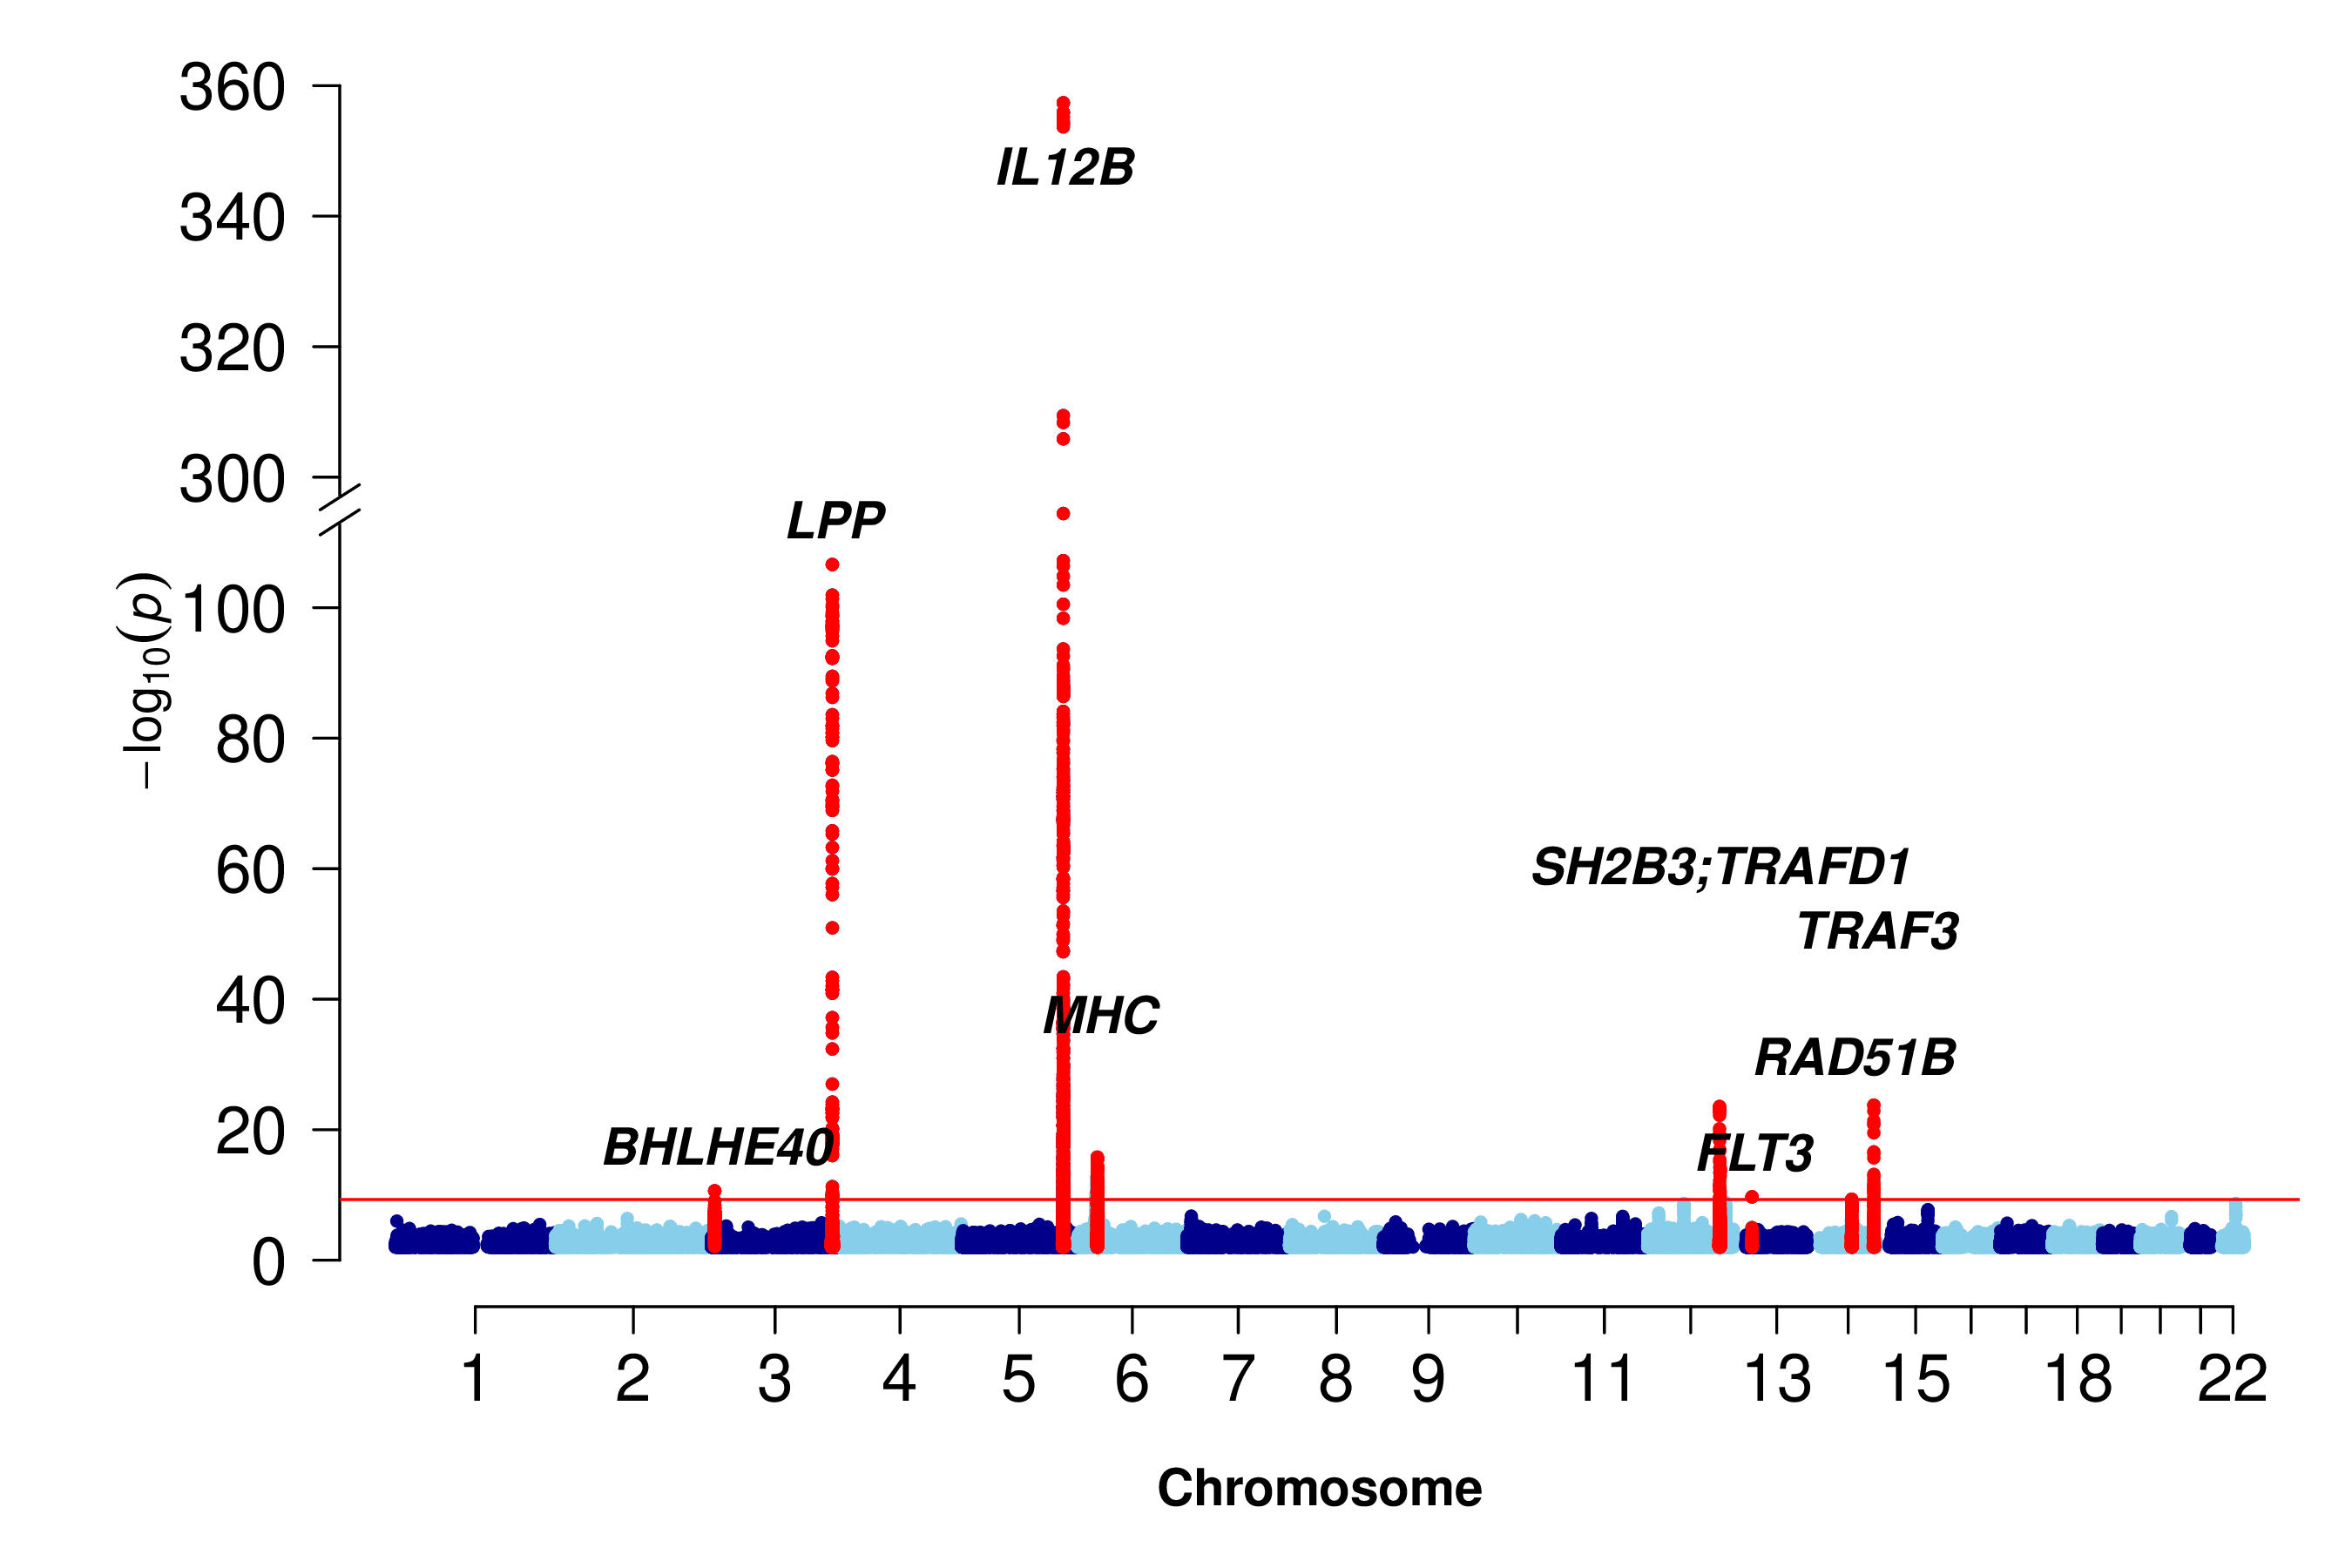 360
IL12B
340
320
300
LPP
−log10(p)
100
80
60
SH2B3;TRAFD1
TRAF3
40
MHC
RAD51B
20
BHLHE40
FLT3
0
1 2 3 4 5 6 7 8 9 11 13 15 18 22
Chromosome